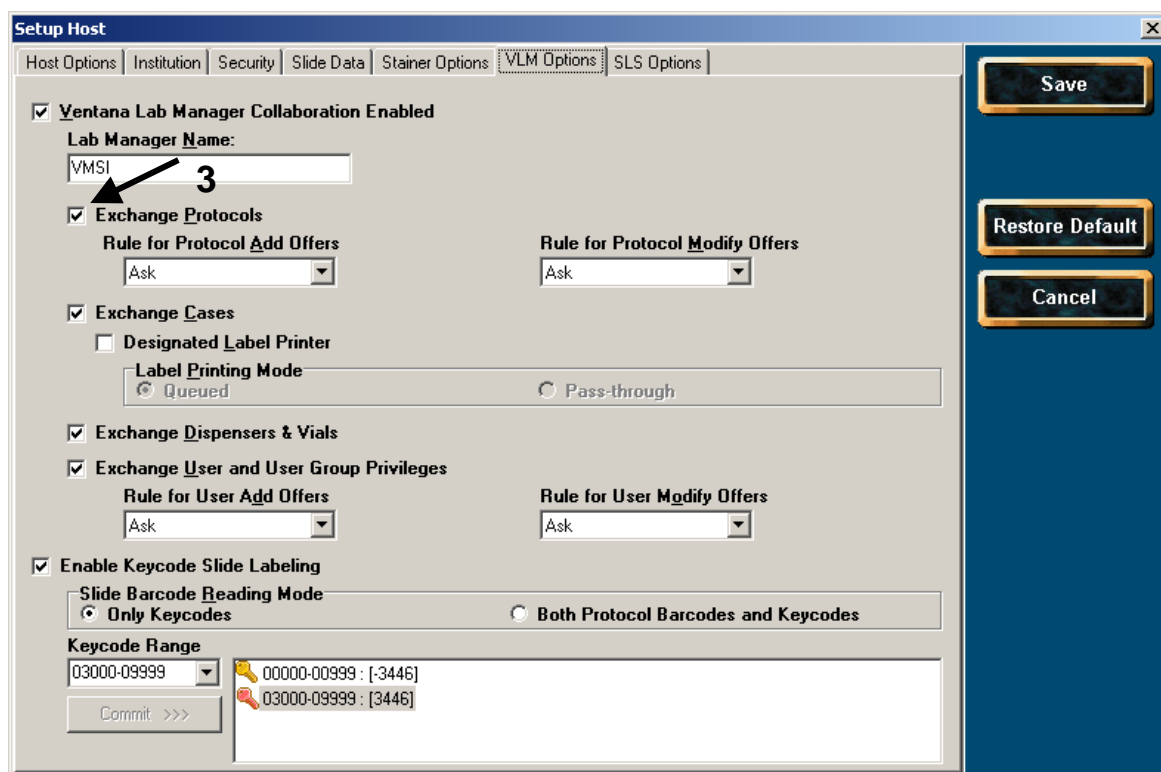 Setup Host
Host Options Institution Security Slide Data Stainer Options VLM Options SLS Options
Save
Ventana Lab Manager Collaboration Enabled
Lab Manager Name:
VMSI
3
Exchange Protocols
Restore Default
Rule for Protocol Add Offers Rule for Protocol Modify Offers
Ask Ask
Cancel
Exchange Cases
Designated Label Printer
Label Printing Mode
Queued Pass-through
Exchange Dispensers & Vials
Exchange User and User Group Privileges
Rule for User Add Offers Rule for User Modify Offers
Ask Ask
Enable Keycode Slide Labeling
Slide Barcode Reading Mode
Only Keycodes Both Protocol Barcodes and Keycodes
Keycode Range
03000-09999 00000-00999 : [-3446]
03000-09999 : [3446]
Commit >>>